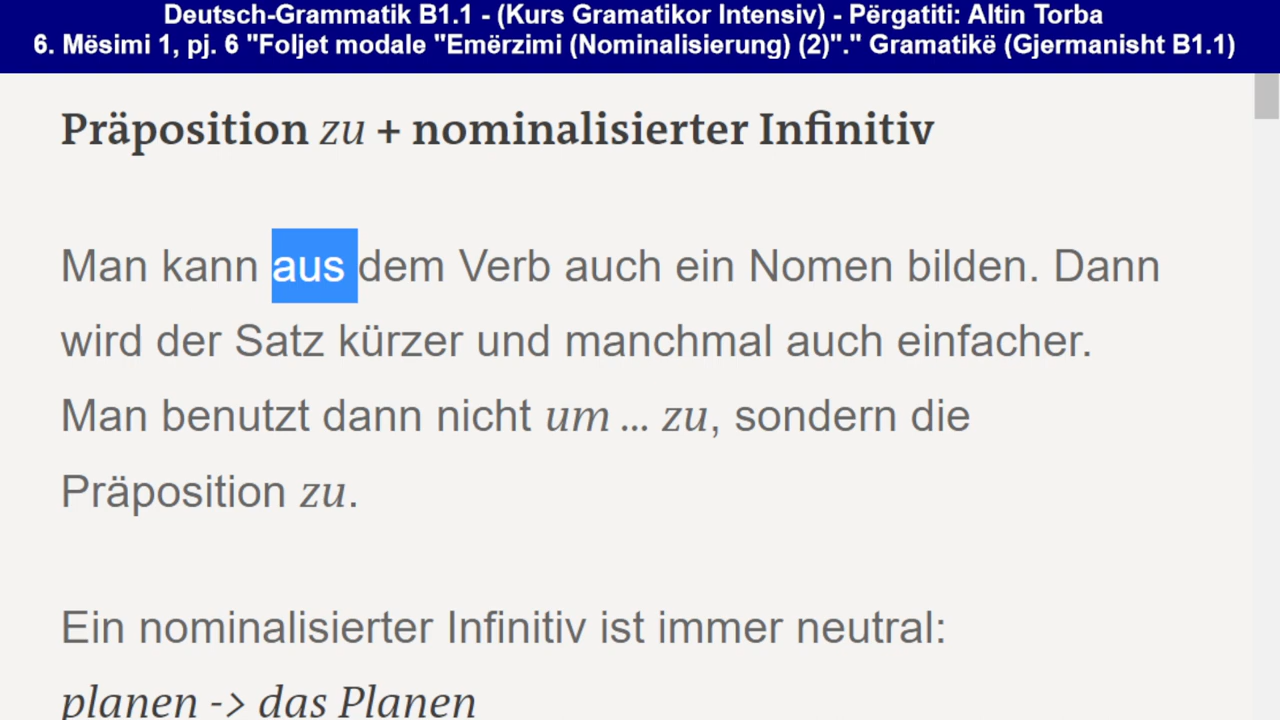 Deutsch-Grammatik B1.1 - (Kurs Gramatikor Intensiv) - Përgatiti: Altin Torba
6. Mësimi 1, pj. 6 "Foljet modale "Emërzimi (Nominalisierung) (2)"." Gramatikë (Gjermanisht B1.1)
Präposition zu + nominalisierter Infinitiv
Man kann aus dem Verb auch ein Nomen bilden. Dann
wird der Satz kürzer und manchmal auch einfacher.
Man benutzt dann nicht um ... zu, sondern die
Präposition zu.
Ein nominalisierter Infinitiv ist immer neutral:
planen -> das Planen